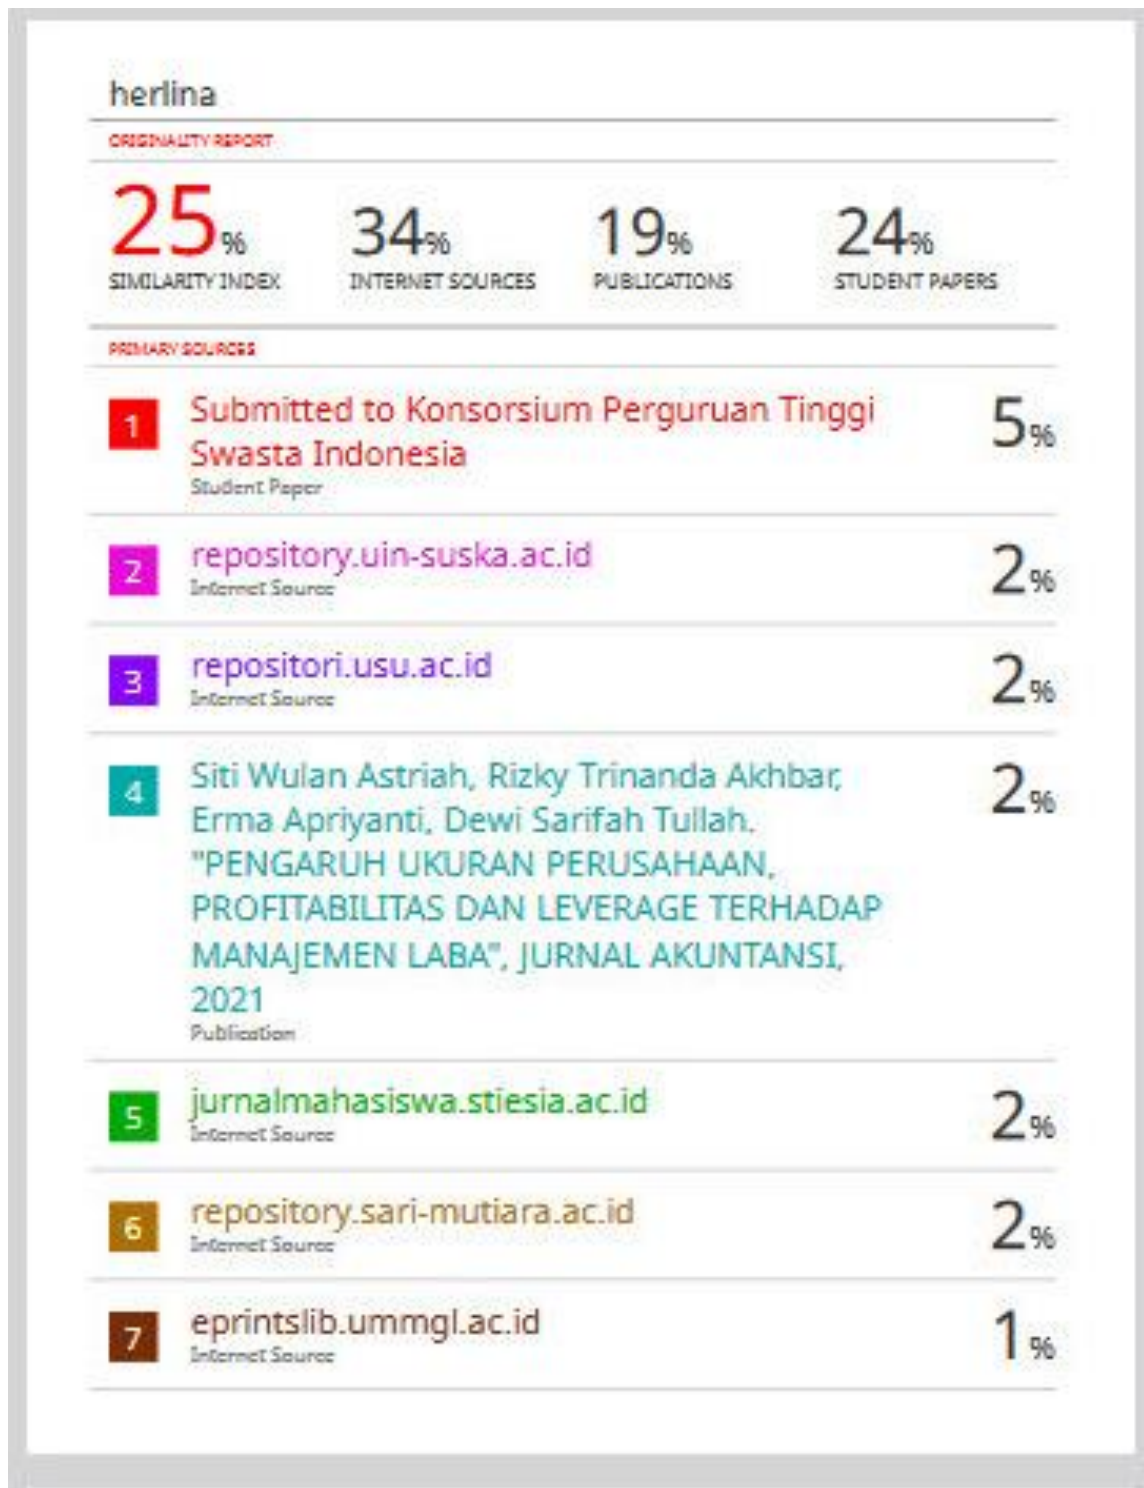 herlina
ORIGINALITY REPORT
25% 34% 19% 24%
SIMILARITY INDEX INTERNET SOURCES PUBLICATIONS STUDENT PAPERS
PRIMARY SOURCES
1 Submitted to Konsorsium Perguruan Tinggi 5%
Swasta Indonesia
Student Paper
2 repository.uin-suska.ac.id 2%
Internet Source
3 repositori.usu.ac.id 2%
Internet Source
4 Siti Wulan Astriah, Rizky Trinanda Akhbar, 2%
Erma Apriyanti, Dewi Sarifah Tullah.
"PENGARUH UKURAN PERUSAHAAN,
PROFITABILITAS DAN LEVERAGE TERHADAP
MANAJEMEN LABA", JURNAL AKUNTANSI,
2021
Publication
5 jurnalmahasiswa.stiesia.ac.id 2%
Internet Source
6 repository.sari-mutiara.ac.id 2%
Internet Source
7 eprintslib.ummgl.ac.id 1%
Internet Source